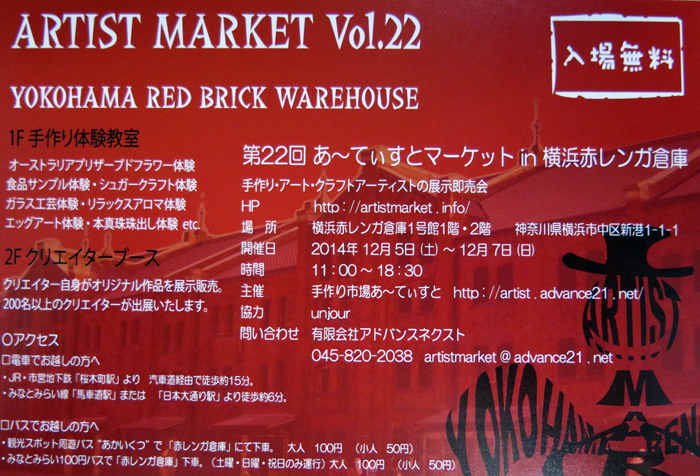 ARTIST MARKET Vol.22
入場無料
YOKOHAMA RED BRICK WAREHOUSE
1F 手作り体験教室
オーストラリアプリザーブドフラワー体験
食品サンプル体験・シュガークラフト体験
ガラス工芸体験・リラックスアロマ体験
エッグアート体験・本真珠珠出し体験 etc.
2F クリエイターブース
クリエイター自身がオリジナル作品を展示販売。
200名以上のクリエイターが出展いたします。
第22回 あ～てぃすとマーケット in 横浜赤レンガ倉庫
手作り・アート・クラフトアーティストの展示即売会
HP http://artistmarket.info/
場 所 横浜赤レンガ倉庫1号館1階・2階 神奈川県横浜市中区新港1-1-1
開催日 2014年 12月 5日(土)～ 12月 7日(日)
時間 11:00～18:30
主催 手作り市場あ～てぃすと http://artist.advance21.net/
協力 unjour
問い合わせ 有限会社アドバンスネクスト
045-820-2038 artistmarket@advance21.net
○アクセス
□電車でお越しの方へ
・JR・市営地下鉄「桜木町駅」より 汽車道経由で徒歩約15分。
・みなとみらい線「馬車道駅」または 「日本大通り駅」より徒歩約6分。
□バスでお越しの方へ
・観光スポット周遊バス "あかいくつ" で「赤レンガ倉庫」にて下車。 大人 100円 (小人 50円)
・みなとみらい100円バスで「赤レンガ倉庫」下車。(土曜・日曜・祝日のみ運行)大人 100円 (小人 50円)
ARTIST
MA
YOKOHAMA